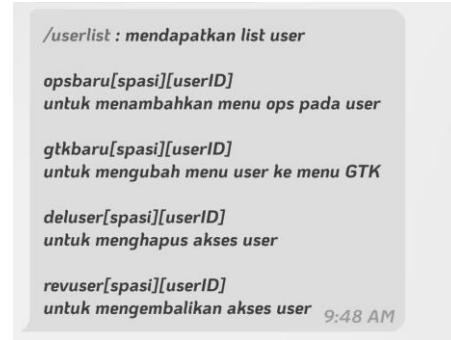 /userlist : mendapatkan list user
opsbaru[spasi][userID]
untuk menambahkan menu ops pada user
gtkbaru[spasi][userID]
untuk mengubah menu user ke menu GTK
deluser[spasi][userID]
untuk menghapus akses user
revuser[spasi][userID]
untuk mengembalikan akses user 9:48 AM